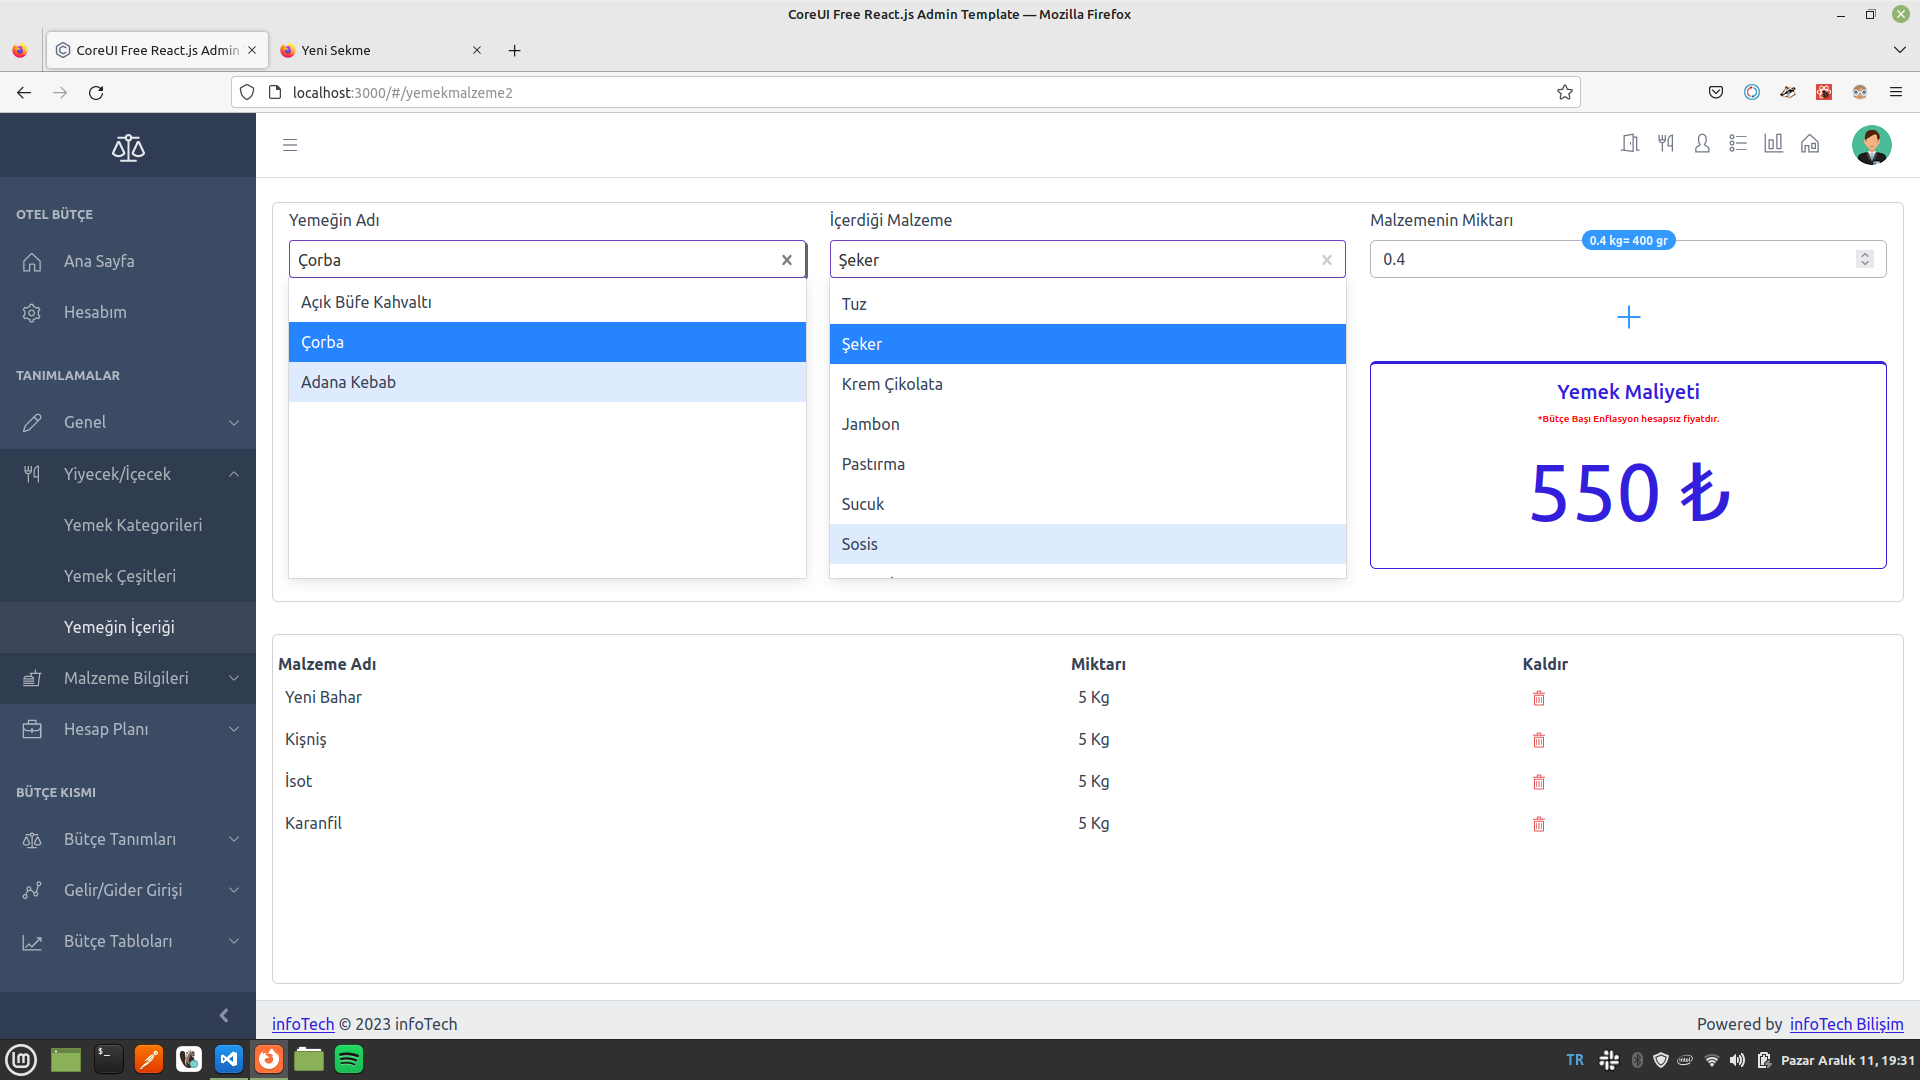 CoreUI Free React.js Admin Template — Mozilla Firefox
CoreUI Free React.js Admin
Yeni Sekme
localhost:3000/#/yemekmalzeme2
OTEL BÜTÇE
Ana Sayfa
Hesabım
TANIMLAMALAR
Genel
Yiyecek/İçecek
Yemek Kategorileri
Yemek Çeşitleri
Yemeğin İçeriği
Malzeme Bilgileri
Hesap Planı
BÜTÇE KISMI
Bütçe Tanımları
Gelir/Gider Girişi
Bütçe Tabloları
Yemeğin Adı
Çorba
Açık Büfe Kahvaltı
Çorba
Adana Kebab
İçerdiği Malzeme
Şeker
Tuz
Şeker
Krem Çikolata
Jambon
Pastırma
Sucuk
Sosis
Malzemenin Miktarı
0.4 kg= 400 gr
0.4
Yemek Maliyeti
*Bütçe Başı Enflasyon hesapsız fiyatdır.
550 ₺
Malzeme Adı Miktarı Kaldır
Yeni Bahar 5 Kg
Kişniş 5 Kg
İsot 5 Kg
Karanfil 5 Kg
infoTech © 2023 infoTech
Powered by infoTech Bilişim
TR
Pazar Aralık 11, 19:31